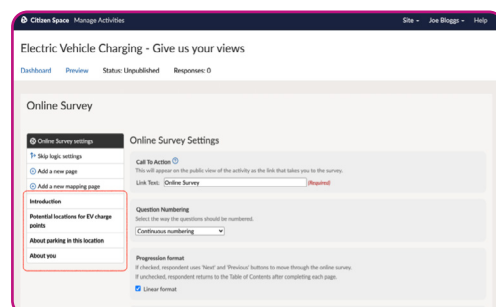 Citizen Space Manage Activities Site Joe Bloggs
Electric Vehicle Charging - Give us your views
Dashboard Preview Status: Unpublished Responses: 0
Online Survey
Online Survey settings
Skip logic settings
Add a new page
Add a new mapping page
Introduction
Potential locations for EV charge
points
About parking in this location
About you
Online Survey Settings
Call To Action
This will appear on the public view of the activity as the link that takes you to the survey.
Link Text: Online Survey (Required)
Question Numbering
Select the way the questions should be numbered.
Continuous numbering
Progression format
If checked, respondent uses 'Next' and 'Previous' buttons to move through the online survey.
If unchecked, respondent returns to the Table of Contents after completing each page.
Linear format